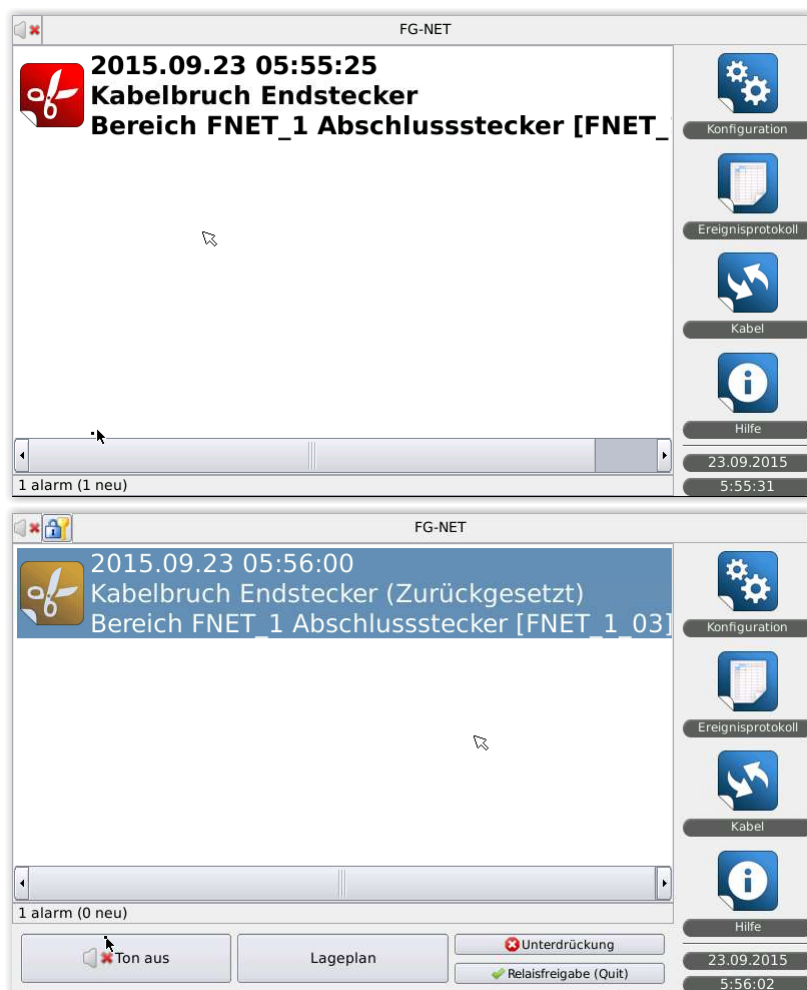 FG-NET
2015.09.23 05:55:25
Kabelbruch Endstecker
Bereich FNET_1 Abschlussstecker [FNET_
Konfiguration
Ereignisprotokoll
Kabel
Hilfe
23.09.2015
5:55:31
1 alarm (1 neu)
FG-NET
2015.09.23 05:56:00
Kabelbruch Endstecker (Zurückgesetzt)
Bereich FNET_1 Abschlussstecker [FNET_1_03]
Konfiguration
Ereignisprotokoll
Kabel
Hilfe
23.09.2015
5:56:02
1 alarm (0 neu)
Ton aus
Lageplan
Unterdrückung
Relaisfreigabe (Quit)